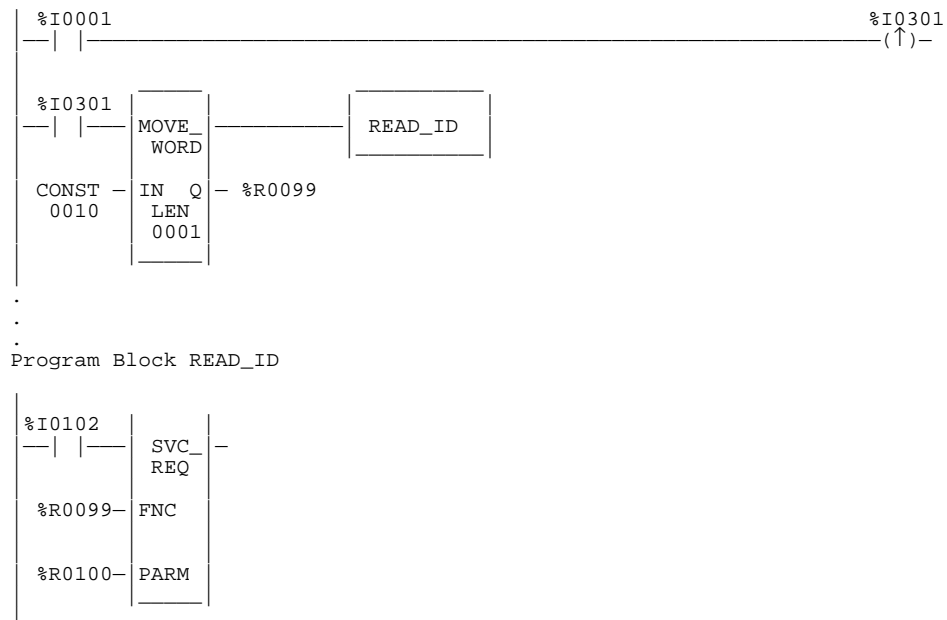 %I0001 %I0301
(↑)
%I0301
MOVE_ READ_ID
WORD
CONST IN Q %R0099
0010 LEN
0001
.
.
.
Program Block READ_ID
%I0102
SVC_
REQ
%R0099 FNC
%R0100 PARM